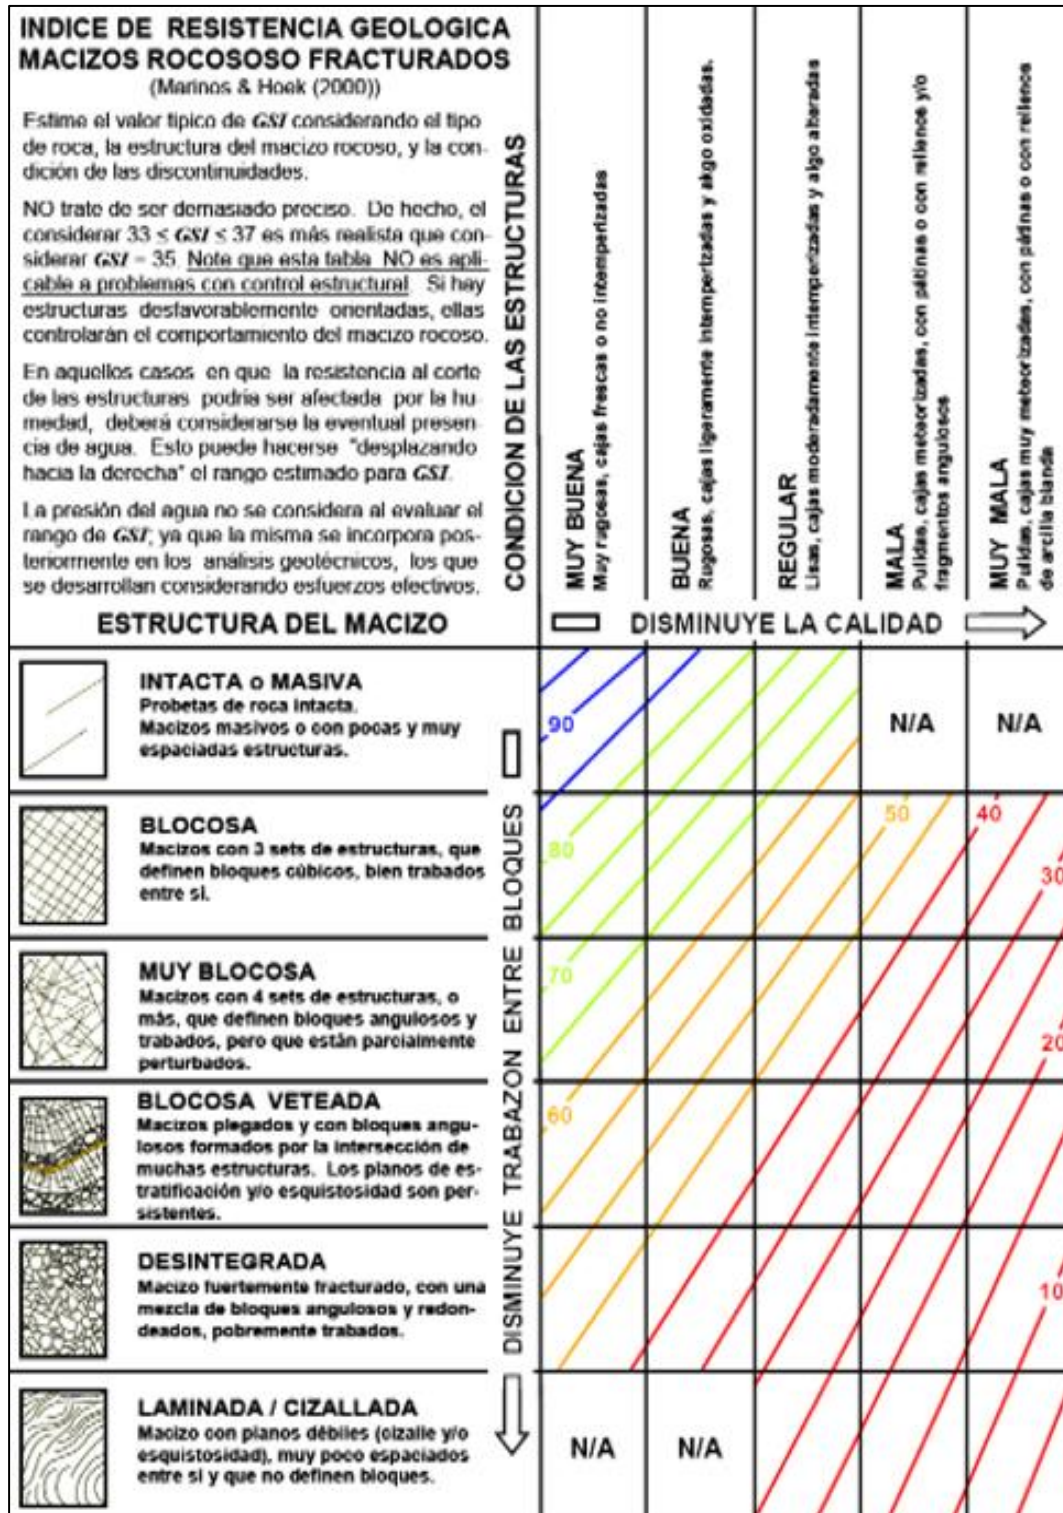 INDICE DE RESISTENCIA GEOLOGICA
MACIZOS ROCOSOSO FRACTURADOS
(Marinos & Hoek (2000))
Estime el valor tipico de GSI considerando el tipo
de roca, la estructura del macizo rocoso, y la con-
dición de las discontinuidades.
NO trate de ser demasiado preciso. De hecho, el
considerar 33 ≤ GSI ≤ 37 es más realista que con-
siderar GSI = 35. Note que esta tabla NO es apli-
cable a problemas con control estructural. Si hay
estructuras desfavorablemente orientadas, ellas
controlarán el comportamiento del macizo rocoso.
En aquellos casos en que la resistencia al corte
de las estructuras podria ser afectada por la hu-
medad, deberá considerarse la eventual presen-
cia de agua. Esto puede hacerse "desplazando
hacia la derecha" el rango estimado para GSI.
La presión del agua no se considera al evaluar el
rango de GSI, ya que la misma se incorpora pos-
teriormente en los análisis geotécnicos, los que
se desarrollan considerando esfuerzos efectivos.
CONDICION DE LAS ESTRUCTURAS
MUY BUENA
Muy rugosas, cajas frescas o no intemperizadas
BUENA
Rugosas, cajas ligeramente intemperizadas y algo oxidadas.
REGULAR
Lisas, cajas moderadamente intemperizadas y algo alteradas
MALA
Pulidas, cajas meteorizadas, con pátinas o con rellenos y/o
fragmentos angulosos
MUY MALA
Pulidas, cajas muy meteorizadas, con pátinas o con rellenos
de arcilla blanda
ESTRUCTURA DEL MACIZO
DISMINUYE LA CALIDAD
INTACTA o MASIVA
Probetas de roca intacta.
Macizos masivos o con pocas y muy
espaciadas estructuras.
90
N/A
N/A
DISMINUYE TRABAZON ENTRE BLOQUES
BLOCOSA
Macizos con 3 sets de estructuras, que
definen bloques cúbicos, bien trabados
entre si.
80
50
40
30
MUY BLOCOSA
Macizos con 4 sets de estructuras, o
más, que definen bloques angulosos y
trabados, pero que están parcialmente
perturbados.
70
20
BLOCOSA VETEADA
Macizos plegados y con bloques angu-
losos formados por la intersección de
muchas estructuras. Los planos de es-
tratificación y/o esquistosidad son per-
sistentes.
60
DESINTEGRADA
Macizo fuertemente fracturado, con una
mezcla de bloques angulosos y redon-
deados, pobremente trabados.
10
LAMINADA / CIZALLADA
Macizo con planos débiles (cizalle y/o
esquistosidad), muy poco espaciados
entre si y que no definen bloques.
N/A
N/A